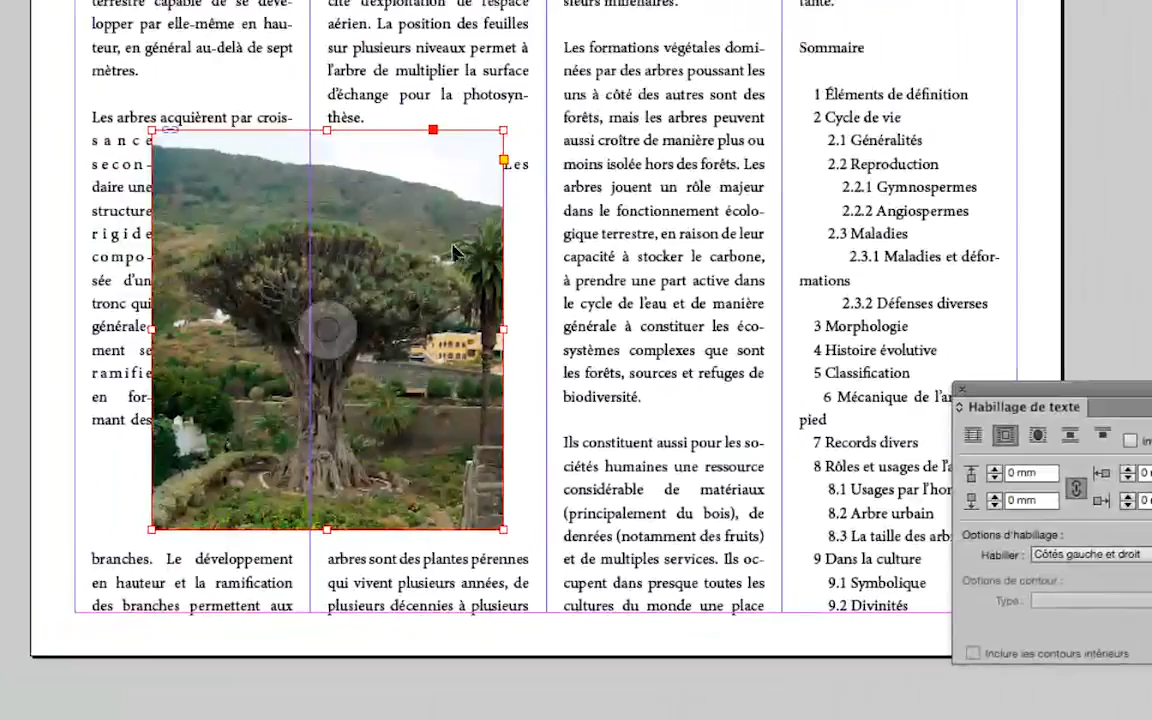 terrestre capable de se déve-
lopper par elle-même en hau-
teur, en général au-delà de sept
mètres.
Les arbres acquièrent par crois-
sance
secon-
daire une
structure
rigide
compo-
sée d'un
tronc qui
générale-
ment se
ramifie
en for-
mant des
branches. Le développement
en hauteur et la ramification
des branches permettent aux
cité d'exploitation de l'espace
aérien. La position des feuilles
sur plusieurs niveaux permet à
l'arbre de multiplier la surface
d'échange pour la photosyn-
thèse.
Les
arbres sont des plantes pérennes
qui vivent plusieurs années, de
plusieurs décennies à plusieurs
sieurs millénaires.
Les formations végétales domi-
nées par des arbres poussant les
uns à côté des autres sont des
forêts, mais les arbres peuvent
aussi croître de manière plus ou
moins isolée hors des forêts. Les
arbres jouent un rôle majeur
dans le fonctionnement écolo-
gique terrestre, en raison de leur
capacité à stocker le carbone,
à prendre une part active dans
le cycle de l'eau et de manière
générale à constituer les éco-
systèmes complexes que sont
les forêts, sources et refuges de
biodiversité.
Ils constituent aussi pour les so-
ciétés humaines une ressource
considérable de matériaux
(principalement du bois), de
denrées (notamment des fruits)
et de multiples services. Ils oc-
cupent dans presque toutes les
cultures du monde une place
tante.
Sommaire
1 Éléments de définition
2 Cycle de vie
2.1 Généralités
2.2 Reproduction
2.2.1 Gymnospermes
2.2.2 Angiospermes
2.3 Maladies
2.3.1 Maladies et défor-
mations
2.3.2 Défenses diverses
3 Morphologie
4 Histoire évolutive
5 Classification
6 Mécanique de l'ar
pied
7 Records divers
8 Rôles et usages de l'a
8.1 Usages par l'hor
8.2 Arbre urbain
8.3 La taille des arb
9 Dans la culture
9.1 Symbolique
9.2 Divinités
Habillage de texte
0 mm
0 mm
Options d'habillage :
Habiller : Côtés gauche et droit
Options de contour :
Type :
Inclure les contours intérieurs